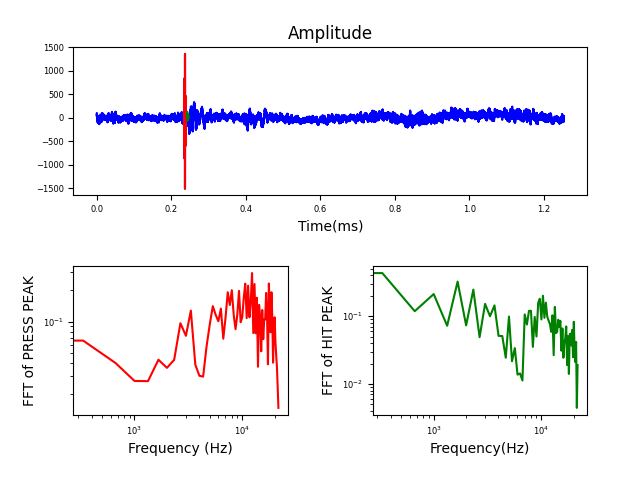 Amplitude
1500
1000
500
0
−500
−1000
−1500
0.0 0.2 0.4 0.6 0.8 1.0 1.2
Time(ms)
FFT of PRESS PEAK
10⁻¹
10³ 10⁴
Frequency (Hz)
FFT of HIT PEAK
10⁻¹
10⁻²
10³ 10⁴
Frequency(Hz)